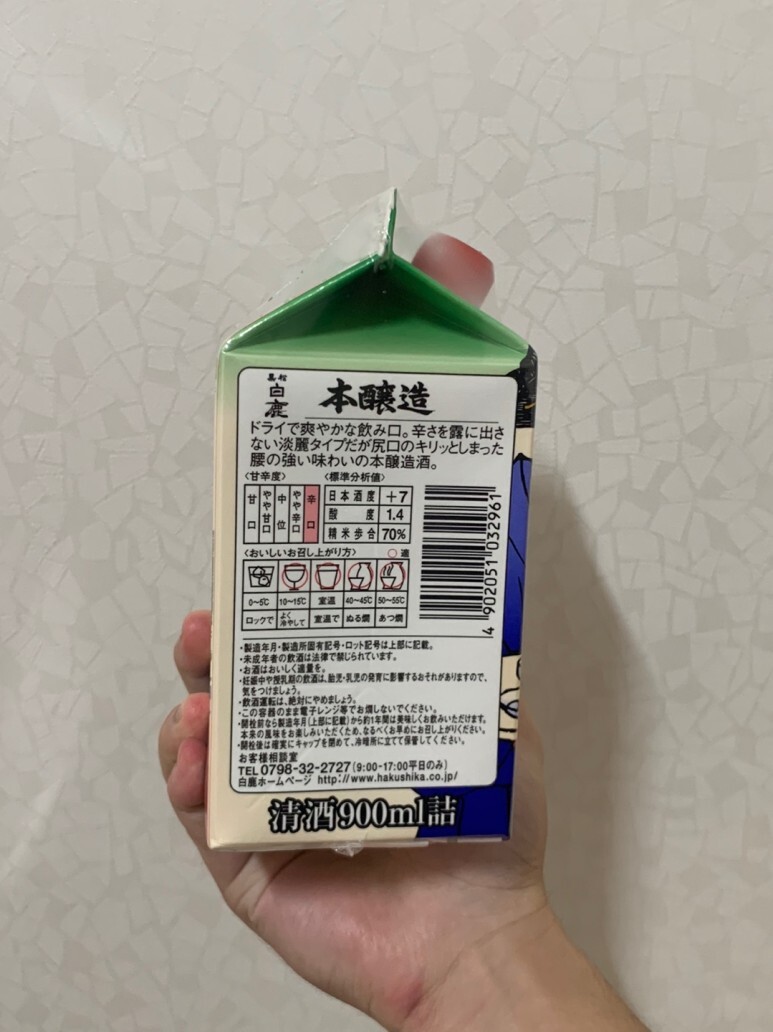 黒松
白鹿
本醸造
ドライで爽やかな飲み口。辛さを露に出さ
ない淡麗タイプだが尻口のキリッとしまった
腰の強い味わいの本醸造酒。
〈甘辛度〉 〈標準分析値〉
甘口 やや甘口 中位 やや辛口 辛口
日本酒度 +7
酸度 1.4
精米歩合 70%
4 902051 032961
〈おいしいお召し上がり方〉 ○適
0〜5℃ 10〜15℃ 室温 40〜45℃ 50〜55℃
ロックで よく冷やして 室温で ぬる燗 あつ燗
・製造年月・製造所固有記号・ロット記号は上部に記載。
・未成年者の飲酒は法律で禁じられています。
・お酒はおいしく適量を。
・妊娠中や授乳期の飲酒は、胎児・乳児の発育に影響するおそれがありますので、
気をつけましょう。
・飲酒運転は、絶対にやめましょう。
・この容器のまま電子レンジ等でお燗しないでください。
・開栓前なら製造年月(上部に記載)から約1年間は美味しくお飲みいただけます。
本来の風味をお楽しみいただくため、なるべくお早めにお召し上がりください。
・開栓後は確実にキャップを閉めて、冷暗所に立てて保管してください。
お客様相談室
TEL0798-32-2727(9:00-17:00平日のみ)
白鹿ホームページ http://www.hakushika.co.jp/
清酒900ml詰